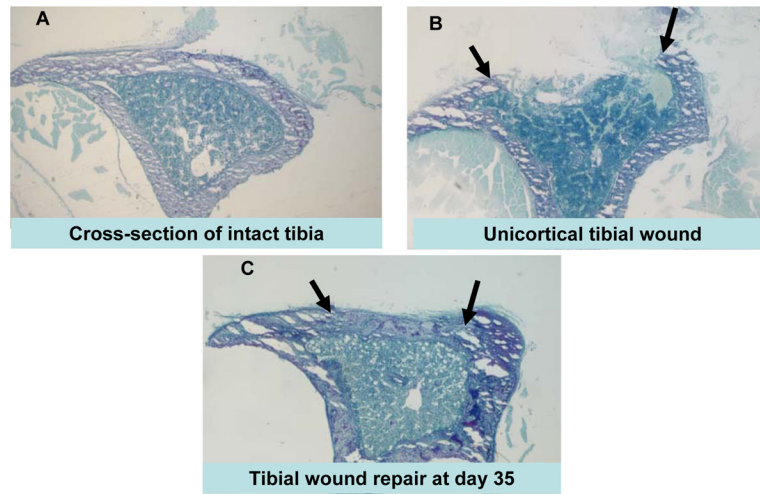 A
Cross-section of intact tibia
B
Unicortical tibial wound
C
Tibial wound repair at day 35